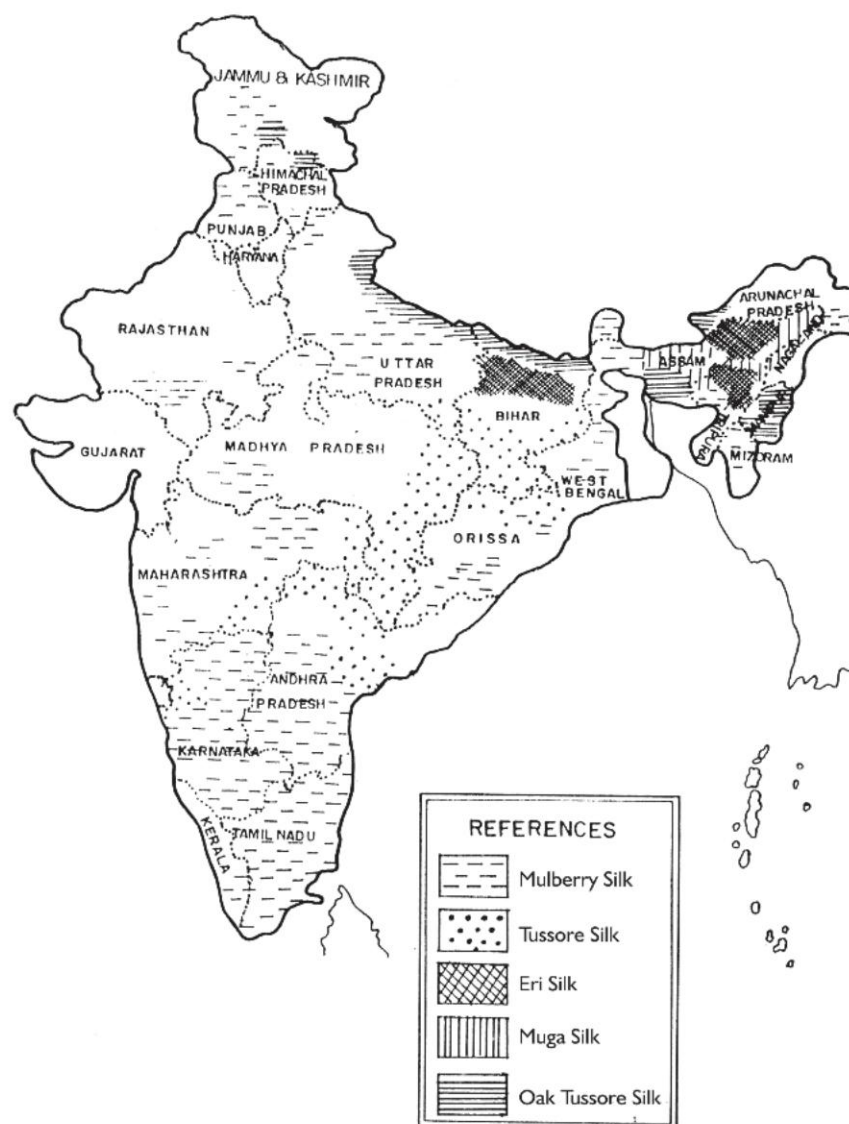 JAMMU & KASHMIR
HIMACHAL
PRADESH
PUNJAB
HARYANA
RAJASTHAN
UTTAR
PRADESH
ARUNACHAL
PRADESH
ASSAM
NAGALAND
BIHAR
GUJARAT
MADHYA PRADESH
TRIPURA
MIZORAM
WEST
BENGAL
ORISSA
MAHARASHTRA
ANDHRA
PRADESH
KARNATAKA
KERALA
TAMIL NADU
REFERENCES
Mulberry Silk
Tussore Silk
Eri Silk
Muga Silk
Oak Tussore Silk